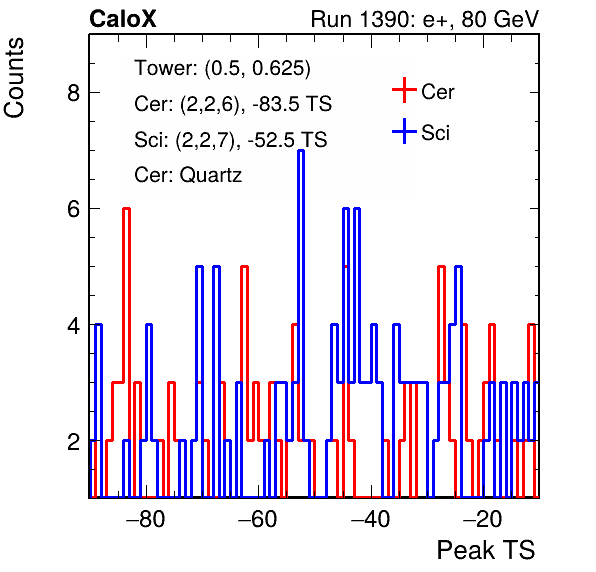 CaloX Run 1390: e+, 80 GeV
Counts
Tower: (0.5, 0.625)
Cer: (2,2,6), -83.5 TS
Sci: (2,2,7), -52.5 TS
Cer: Quartz
Cer
Sci
8
6
4
2
−80 −60 −40 −20
Peak TS